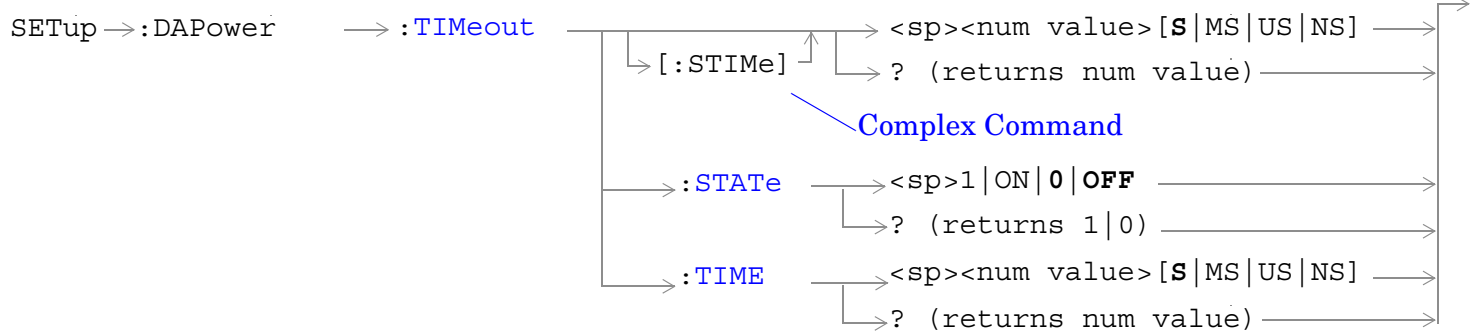 SETup :DAPower :TIMeout <sp><num value>[S|MS|US|NS]
[:STIMe] ? (returns num value)
Complex Command
:STATe <sp>1|ON|0|OFF
? (returns 1|0)
:TIME <sp><num value>[S|MS|US|NS]
? (returns num value)